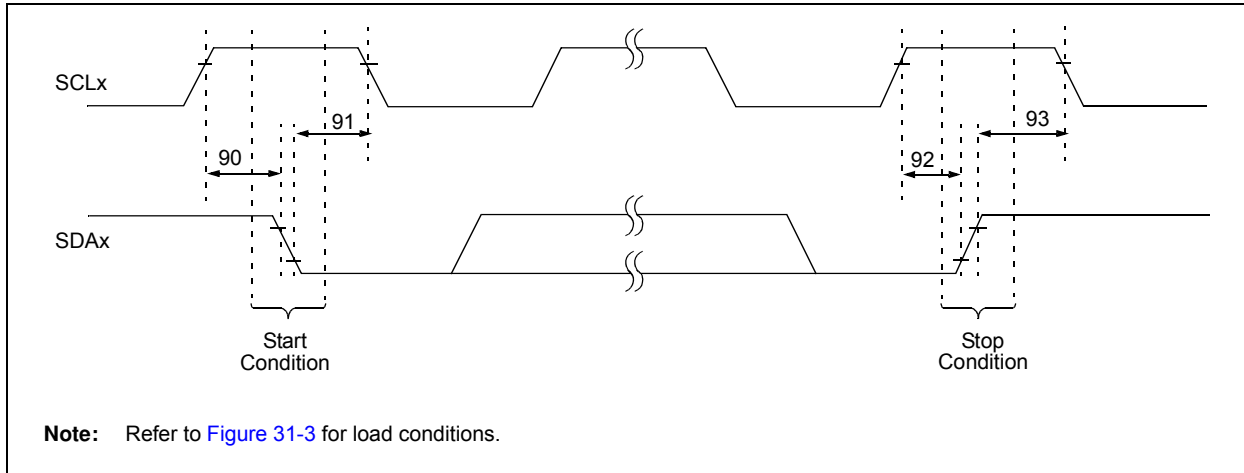 SCLx
91
93
90
92
SDAx
Start
Condition
Stop
Condition
Note: Refer to Figure 31-3 for load conditions.